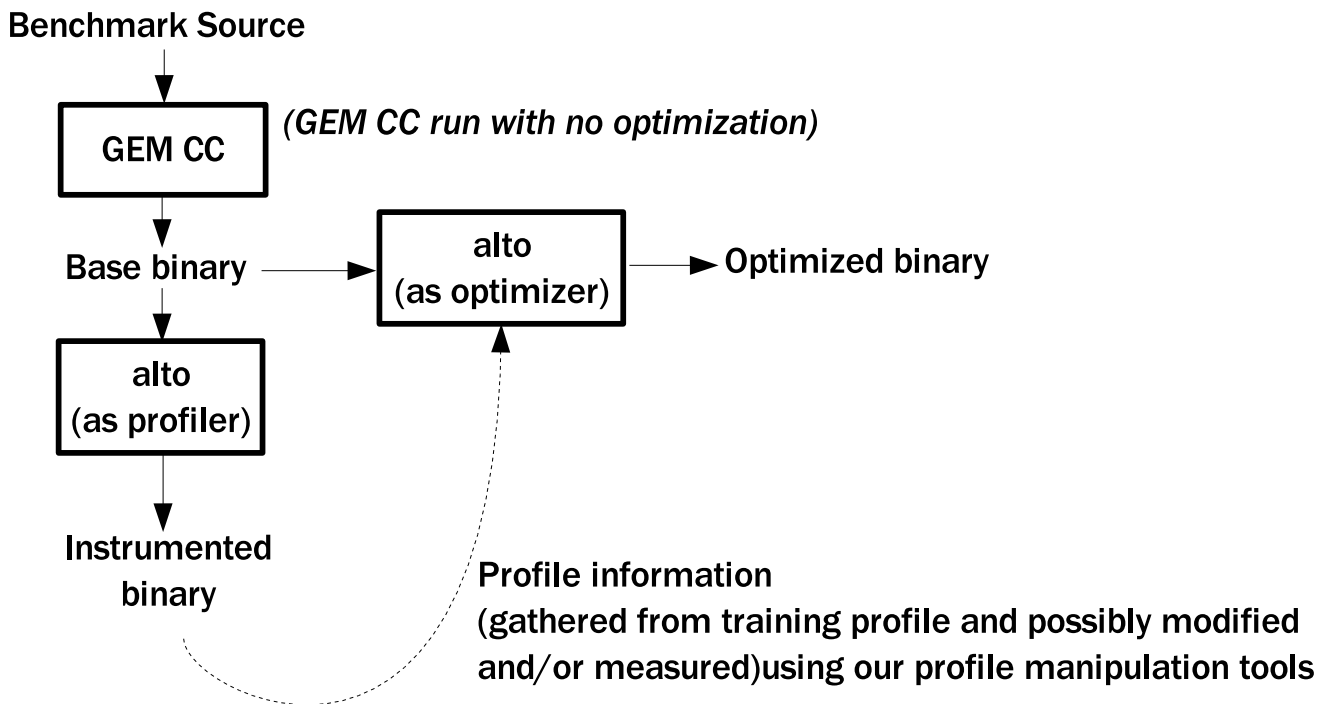 Benchmark Source
GEM CC
(GEM CC run with no optimization)
Base binary
alto
(as optimizer)
Optimized binary
alto
(as profiler)
Instrumented
binary
Profile information
(gathered from training profile and possibly modified
and/or measured)using our profile manipulation tools